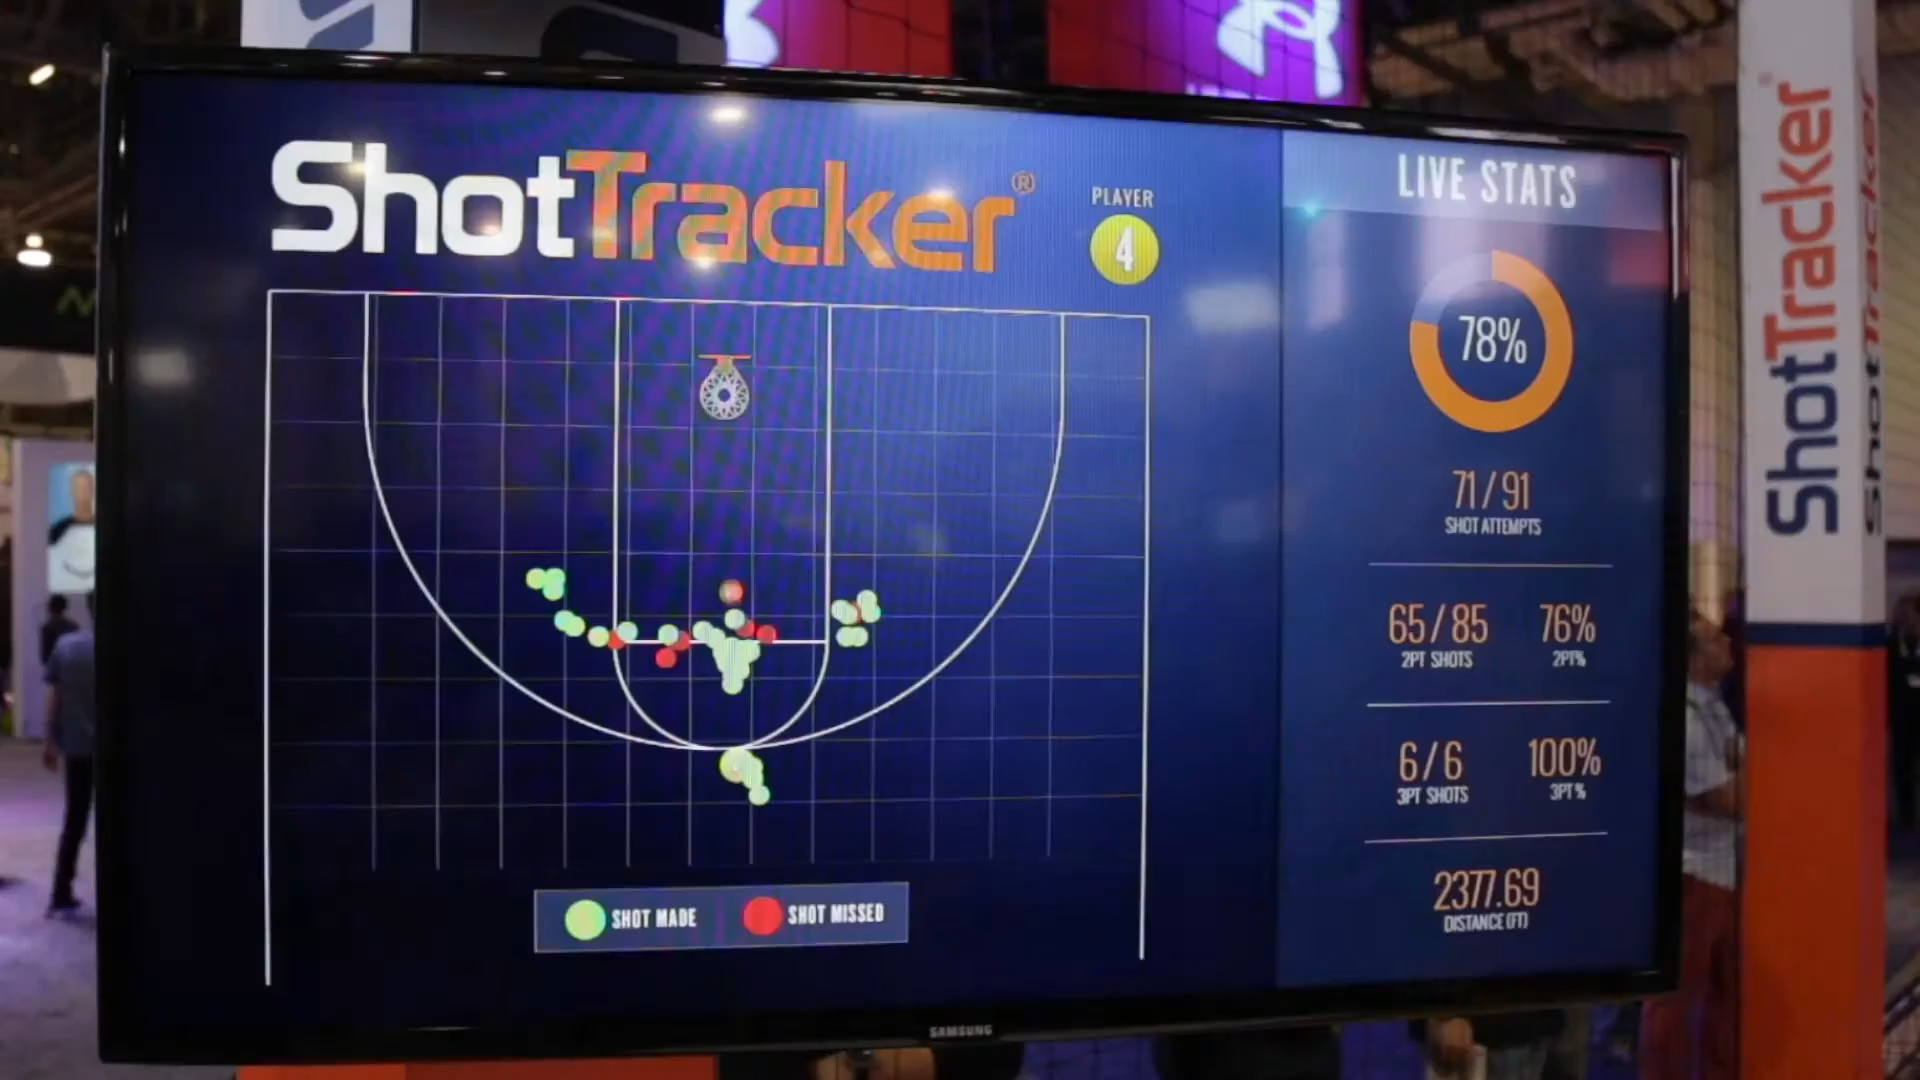 ShotTracker®
PLAYER
4
LIVE STATS
78%
71/91
SHOT ATTEMPTS
65/85 76%
2PT SHOTS 2PT%
6/6 100%
3PT SHOTS 3PT%
2377.69
DISTANCE (FT)
SHOT MADE SHOT MISSED
SAMSUNG
ShotTracker
ShotTracker